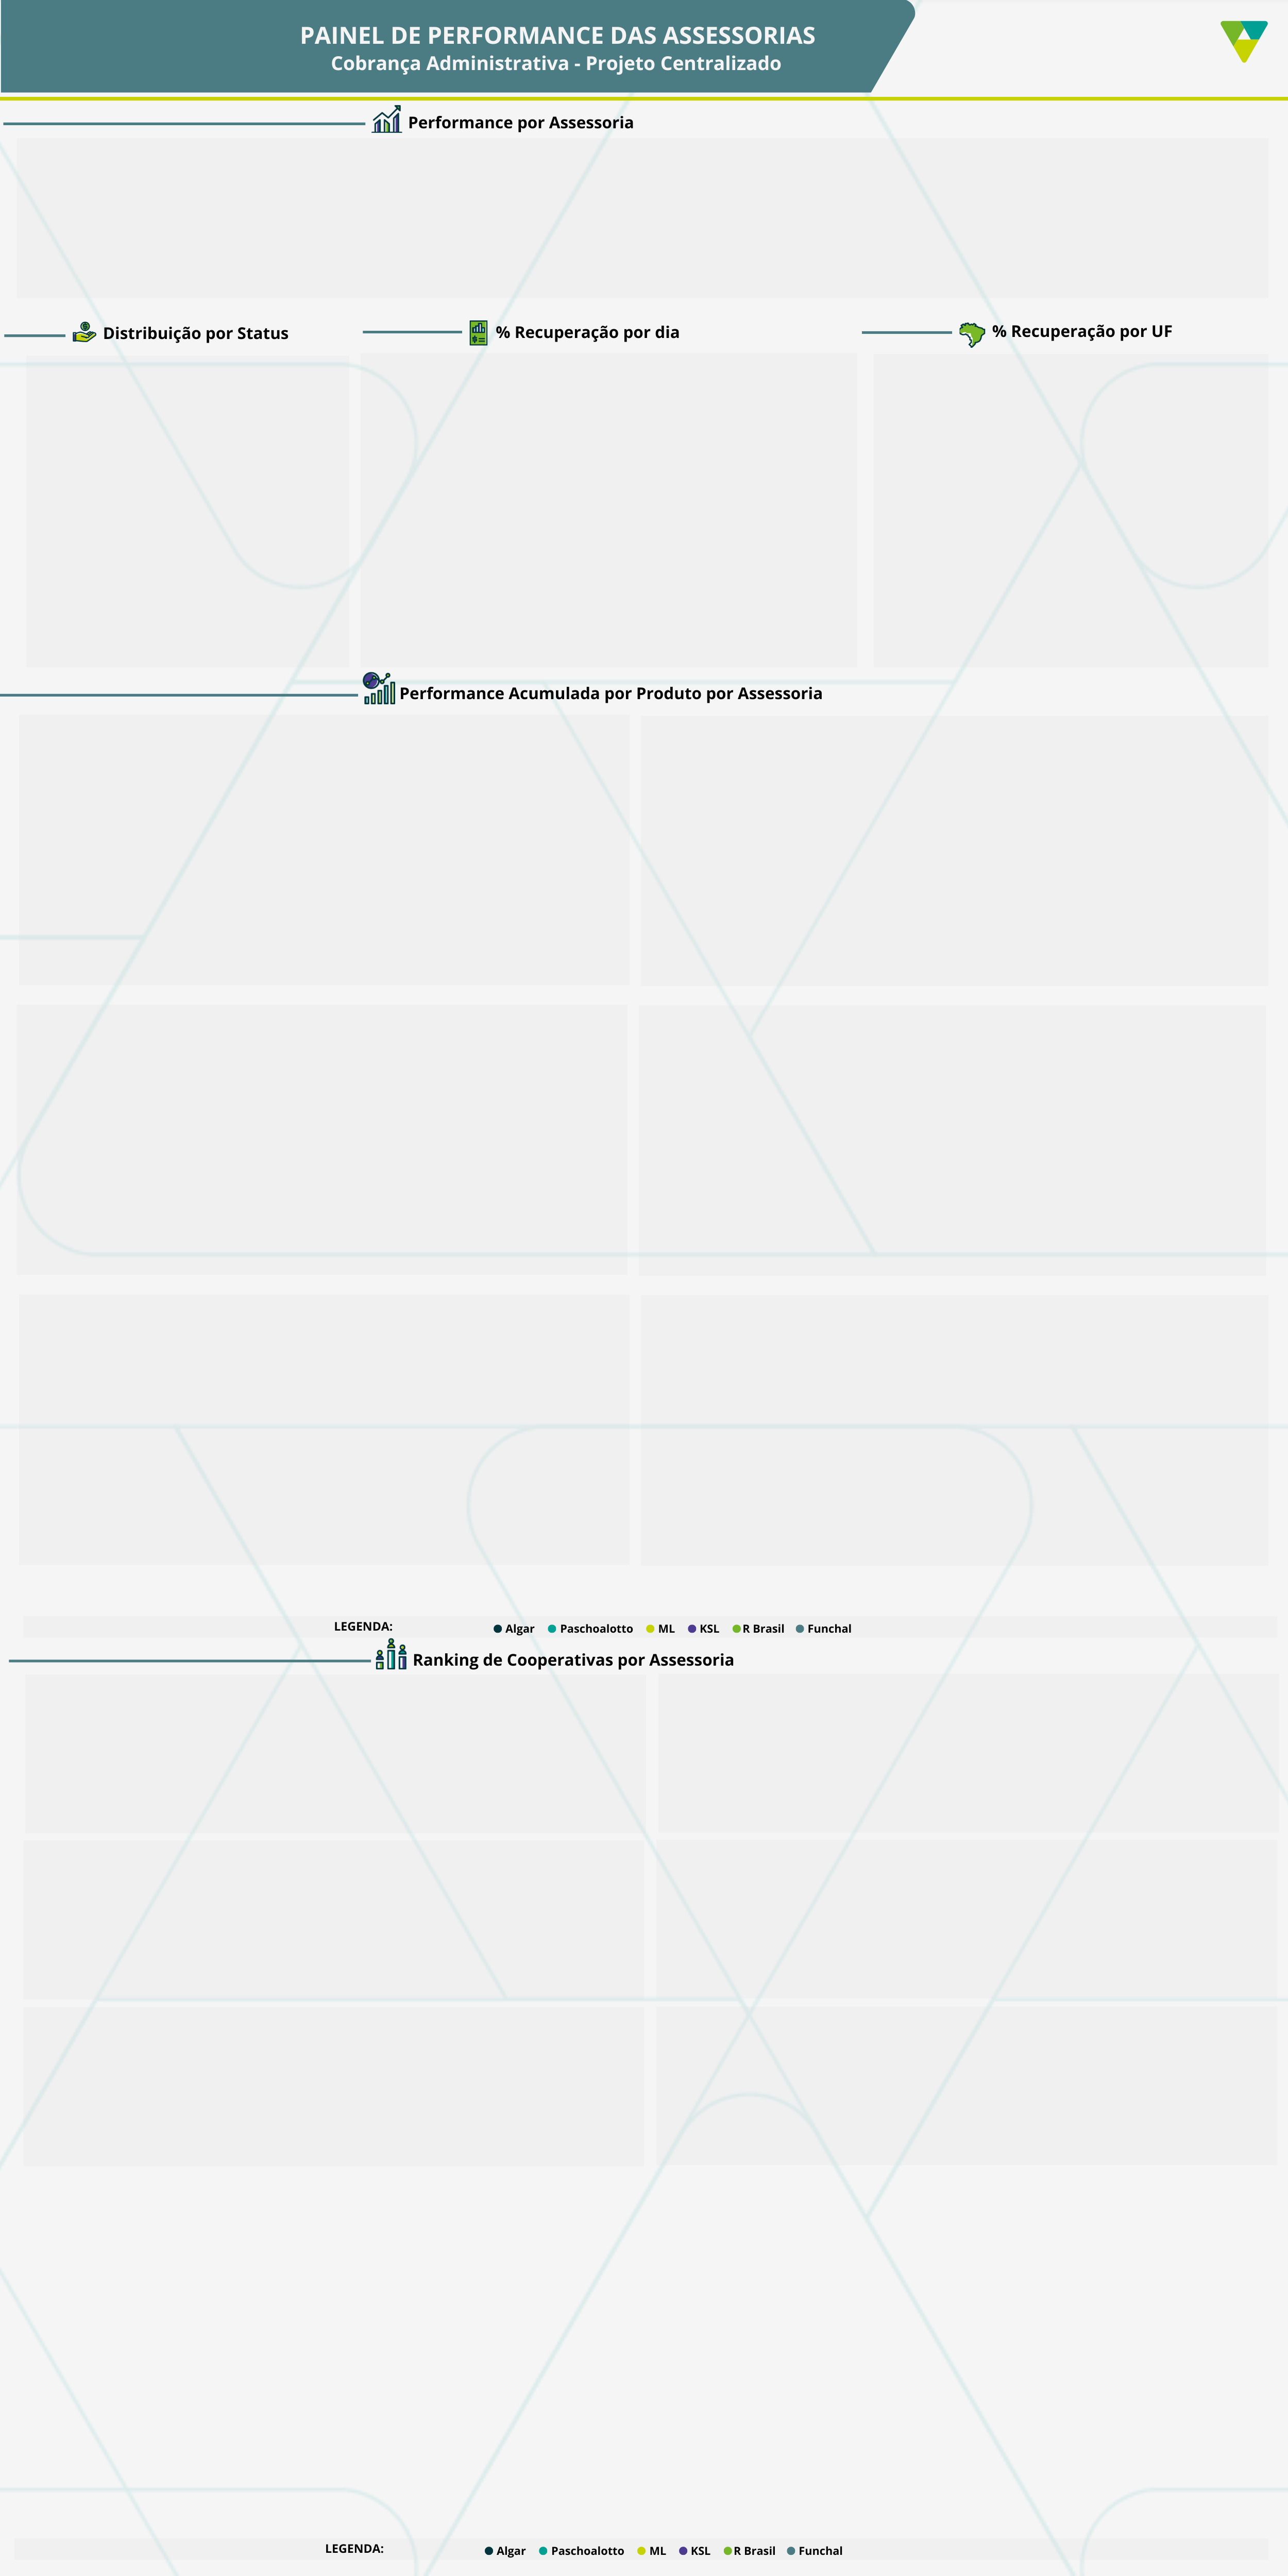 PAINEL DE PERFORMANCE DAS ASSESSORIAS
Cobrança Administrativa - Projeto Centralizado
Performance por Assessoria
Distribuição por Status
% Recuperação por dia
% Recuperação por UF
Performance Acumulada por Produto por Assessoria
LEGENDA: Algar Paschoalotto ML KSL R Brasil Funchal
Ranking de Cooperativas por Assessoria
LEGENDA: Algar Paschoalotto ML KSL R Brasil Funchal